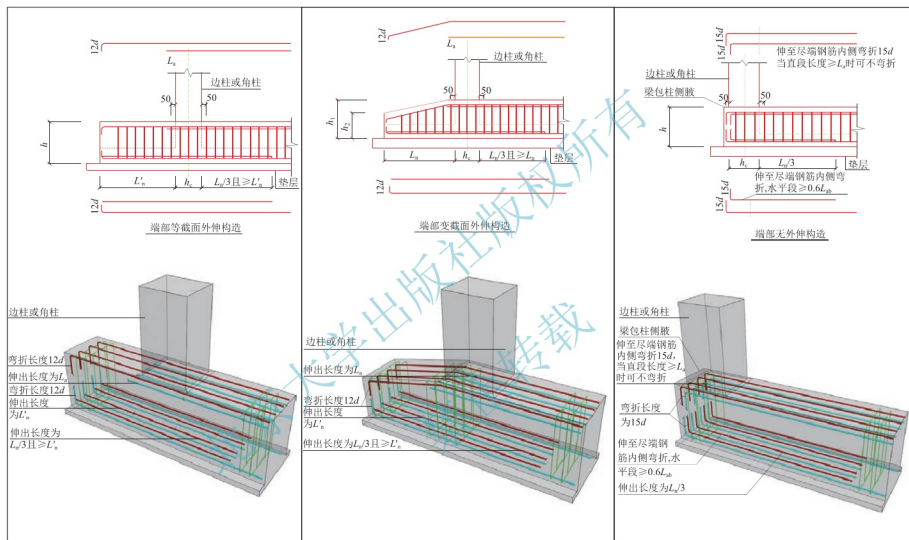 12d
Lₐ
边柱或角柱
50
50
h
L'ₙ
h_c
Lₙ/3且≥L'ₙ
垫层
12d
端部等截面外伸构造
12d
Lₐ
边柱或角柱
50
50
h₁
h₂
Lₙ
h_c
Lₙ/3且≥Lₙ
垫层
12d
端部变截面外伸构造
15d
15d
伸至尽端钢筋内侧弯折15d
当直段长度≥Lₐ时可不弯折
边柱或角柱
50
50
梁包柱侧腋
h
h_c
Lₙ/3
垫层
15d
15d
伸至尽端钢筋内侧弯
折,水平段≥0.6Lab
端部无外伸构造
边柱或角柱
弯折长度12d
伸出长度为Lₐ
弯折长度12d
伸出长度
为L'ₙ
伸出长度为
Lₙ/3且≥L'ₙ
边柱或角柱
伸出长度为Lₐ
弯折长度12d
伸出长度
为L'ₙ
伸出长度为Lₙ/3且≥L'ₙ
边柱或角柱
梁包柱侧腋
伸至尽端钢筋
内侧弯折15d,
当直段长度≥Lₐ
时可不弯折
弯折长度
为15d
伸至尽端钢
筋内侧弯折,水
平段≥0.6Lab
伸出长度为Lₙ/3
大学出版社版权所有
转载